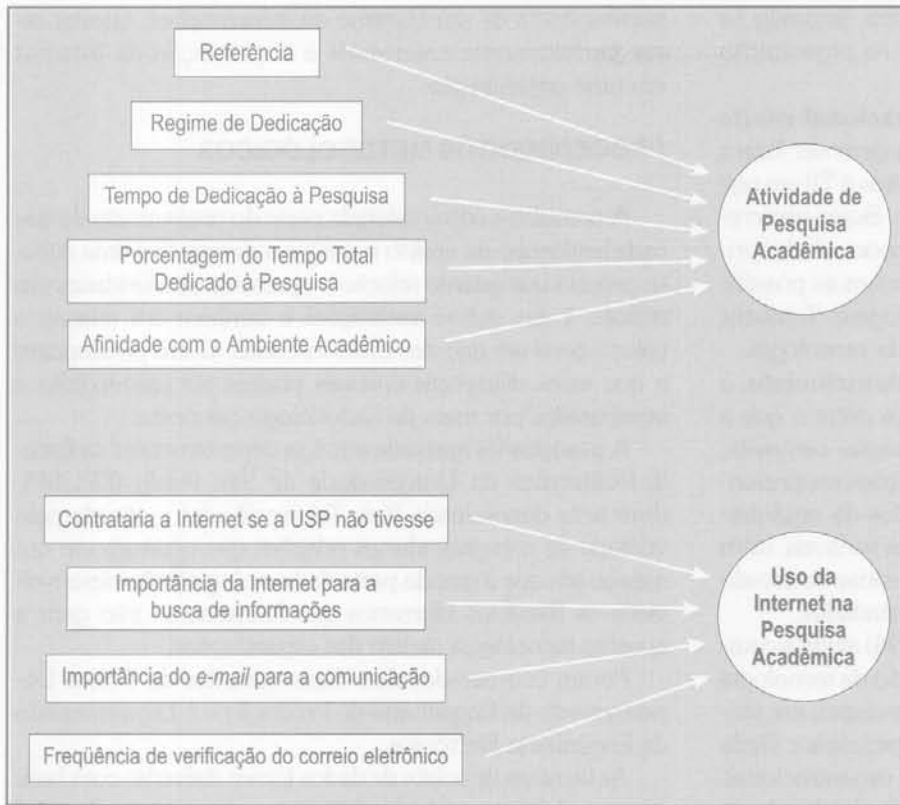 Referência
Regime de Dedicação
Tempo de Dedicação à Pesquisa
Porcentagem do Tempo Total
Dedicado à Pesquisa
Afinidade com o Ambiente Acadêmico
Atividade de
Pesquisa
Acadêmica
Contrataria a Internet se a USP não tivesse
Importância da Internet para a
busca de informações
Importância do e-mail para a comunicação
Freqüência de verificação do correio eletrônico
Uso da
Internet na
Pesquisa
Acadêmica